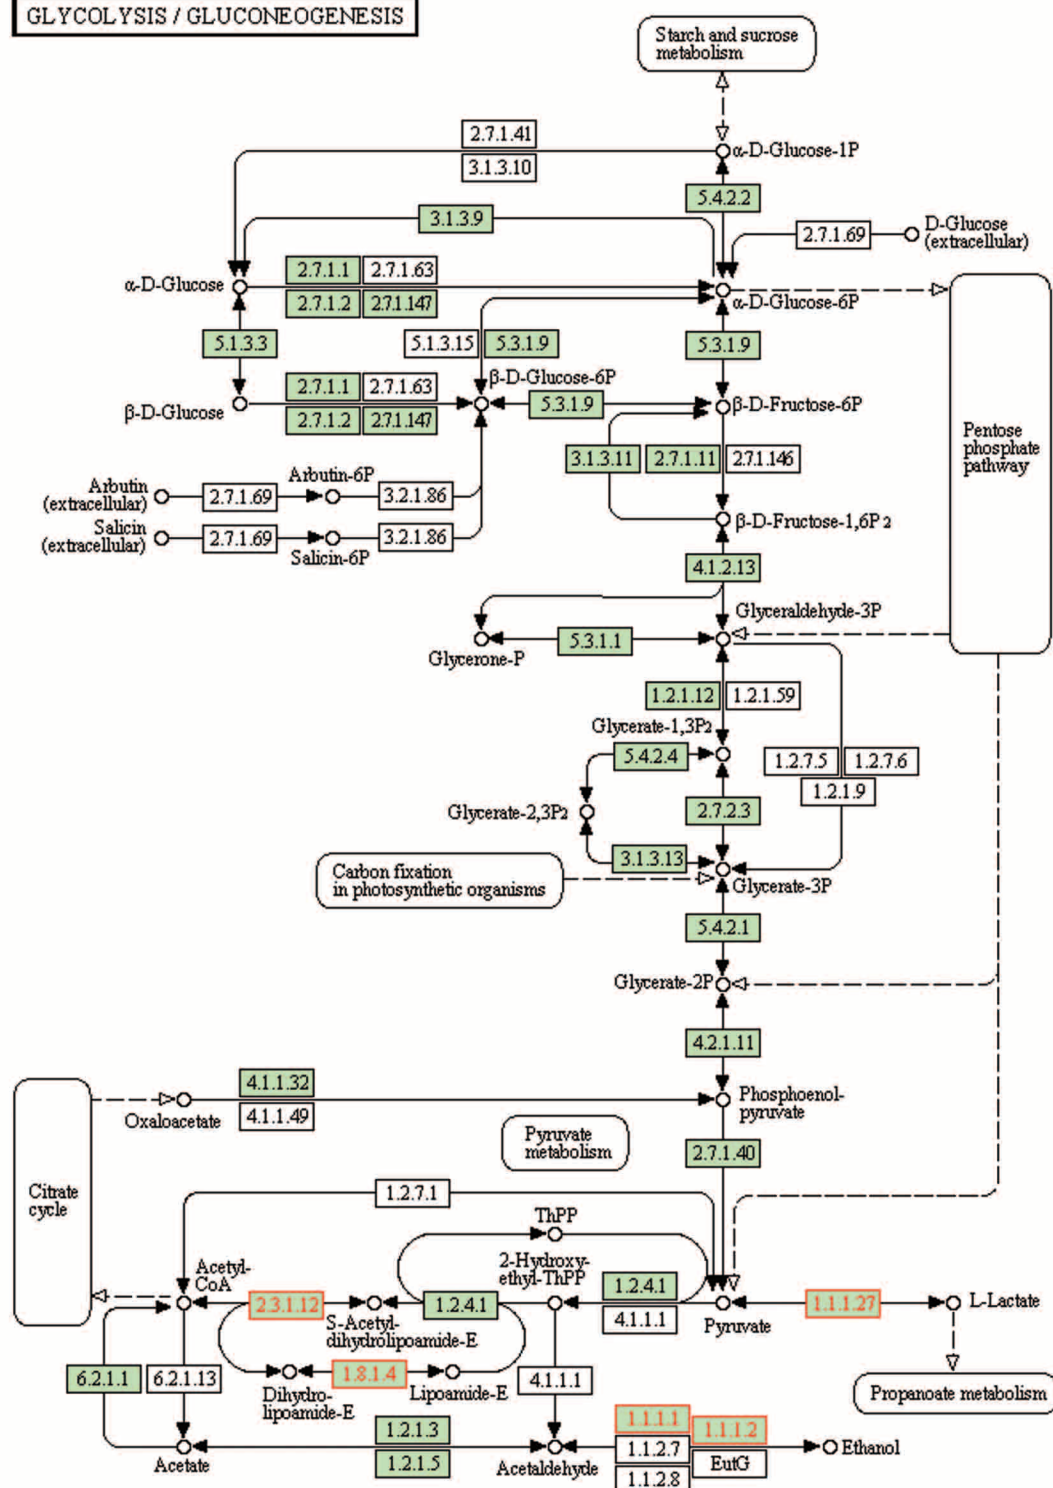 GLYCOLYSIS / GLUCONEOGENESIS
Starch and sucrose
metabolism
2.7.1.41
α-D-Glucose-1P
3.1.3.10
5.4.2.2
3.1.3.9
2.7.1.69
D-Glucose
(extracellular)
2.7.1.1
2.7.1.63
α-D-Glucose
α-D-Glucose-6P
2.7.1.2
2.7.1.147
5.1.3.3
5.1.3.15
5.3.1.9
5.3.1.9
2.7.1.1
2.7.1.63
β-D-Glucose-6P
β-D-Glucose
5.3.1.9
β-D-Fructose-6P
2.7.1.2
2.7.1.147
Pentose
phosphate
pathway
3.1.3.11
2.7.1.11
2.7.1.146
Arbutin
(extracellular)
2.7.1.69
Arbutin-6P
3.2.1.86
Salicin
(extracellular)
2.7.1.69
Salicin-6P
3.2.1.86
β-D-Fructose-1,6P2
4.1.2.13
Glyceraldehyde-3P
Glycerone-P
5.3.1.1
1.2.1.12
1.2.1.59
Glycerate-1,3P2
5.4.2.4
1.2.7.5
1.2.7.6
1.2.1.9
Glycerate-2,3P2
2.7.2.3
3.1.3.13
Carbon fixation
in photosynthetic organisms
Glycerate-3P
5.4.2.1
Glycerate-2P
4.2.1.11
4.1.1.32
Oxaloacetate
4.1.1.49
Phosphoenol-
pyruvate
Pyruvate
metabolism
2.7.1.40
Citrate
cycle
1.2.7.1
ThPP
2-Hydroxy-
ethyl-ThPP
Acetyl-
CoA
2.3.1.12
S-Acetyl-
dihydrolipoamide-E
1.2.4.1
1.2.4.1
4.1.1.1
Pyruvate
1.1.1.27
L-Lactate
6.2.1.1
6.2.1.13
Dihydro-
lipoamide-E
1.8.1.4
Lipoamide-E
4.1.1.1
Propanoate metabolism
1.2.1.3
1.2.1.5
Acetate
Acetaldehyde
1.1.1.1
1.1.1.2
1.1.2.7
EutG
1.1.2.8
Ethanol